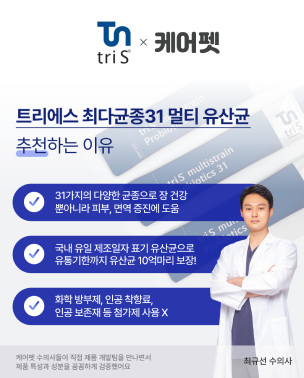 tri S × 케어펫
트리에스 최다균종31 멀티 유산균
추천하는 이유
tri S multistrain
Probiotics 31
31가지의 다양한 균종으로 장 건강
뿐아니라 피부, 면역 증진에 도움
국내 유일 제조일자 표기 유산균으로
유통기한까지 유산균 10억마리 보장!
화학 방부제, 인공 착향료,
인공 보존재 등 첨가제 사용 X
케어펫 수의사들이 직접 제품 개발팀을 만나면서
제품 특성과 성분을 꼼꼼하게 검증했어요
최규선 수의사